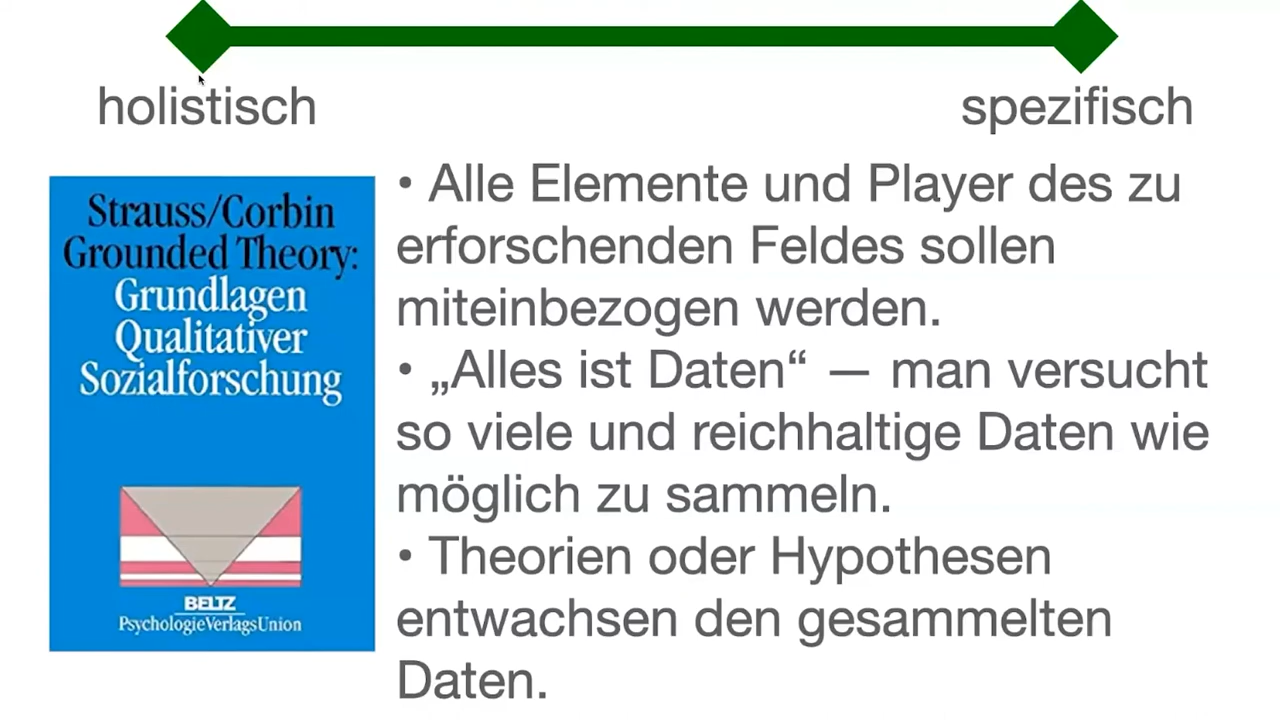 holistisch
spezifisch
Strauss/Corbin
Grounded Theory:
Grundlagen
Qualitativer
Sozialforschung
BELTZ
PsychologieVerlagsUnion
• Alle Elemente und Player des zu
erforschenden Feldes sollen
miteinbezogen werden.
• „Alles ist Daten“ — man versucht
so viele und reichhaltige Daten wie
möglich zu sammeln.
• Theorien oder Hypothesen
entwachsen den gesammelten
Daten.